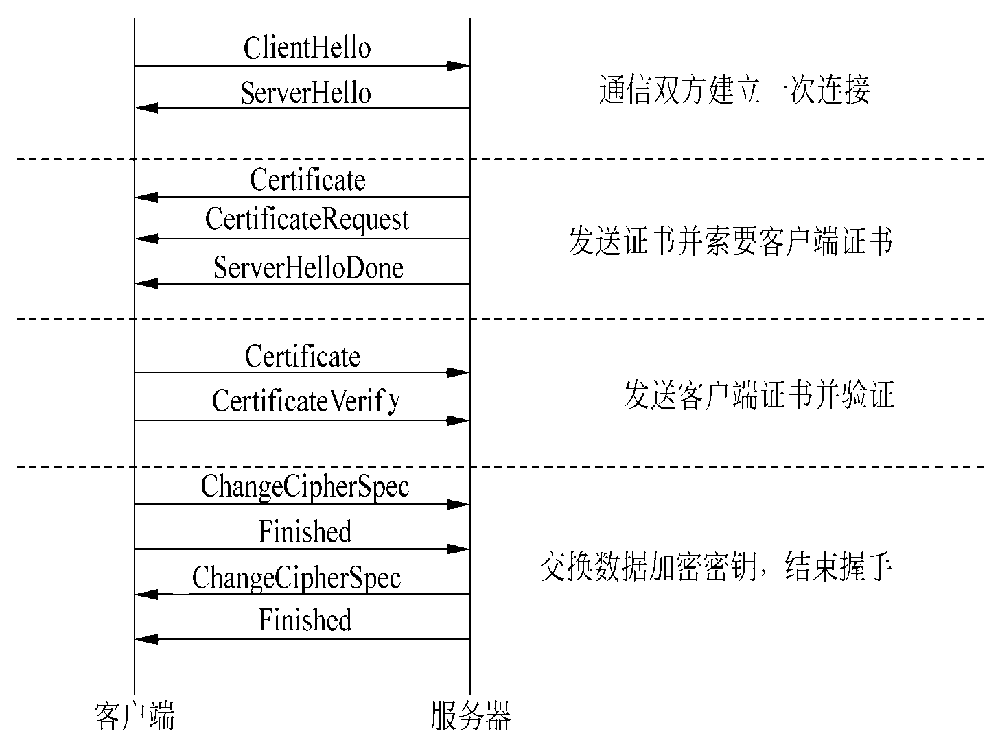 ClientHello
ServerHello
通信双方建立一次连接
Certificate
CertificateRequest
ServerHelloDone
发送证书并索要客户端证书
Certificate
CertificateVerify
发送客户端证书并验证
ChangeCipherSpec
Finished
ChangeCipherSpec
Finished
交换数据加密密钥，结束握手
客户端
服务器